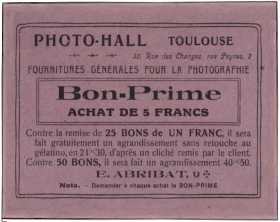 PHOTO-HALL TOULOUSE
32, Rue des Changes, rue Peyras, 2
FOURNITURES GÉNÉRALES POUR LA PHOTOGRAPHIE
Bon-Prime
ACHAT DE 5 FRANCS
Contre la remise de 25 BONS de UN FRANC, il sera
fait gratuitement un agrandissement sans retouche au
gélatino, en 24×30, d'après un cliché remis par le client.
Contre 50 BONS, il sera fait un agrandissement 40×50.
E. ABRIBAT, O
Nota. - Demander à chaque achat le BON-PRIME